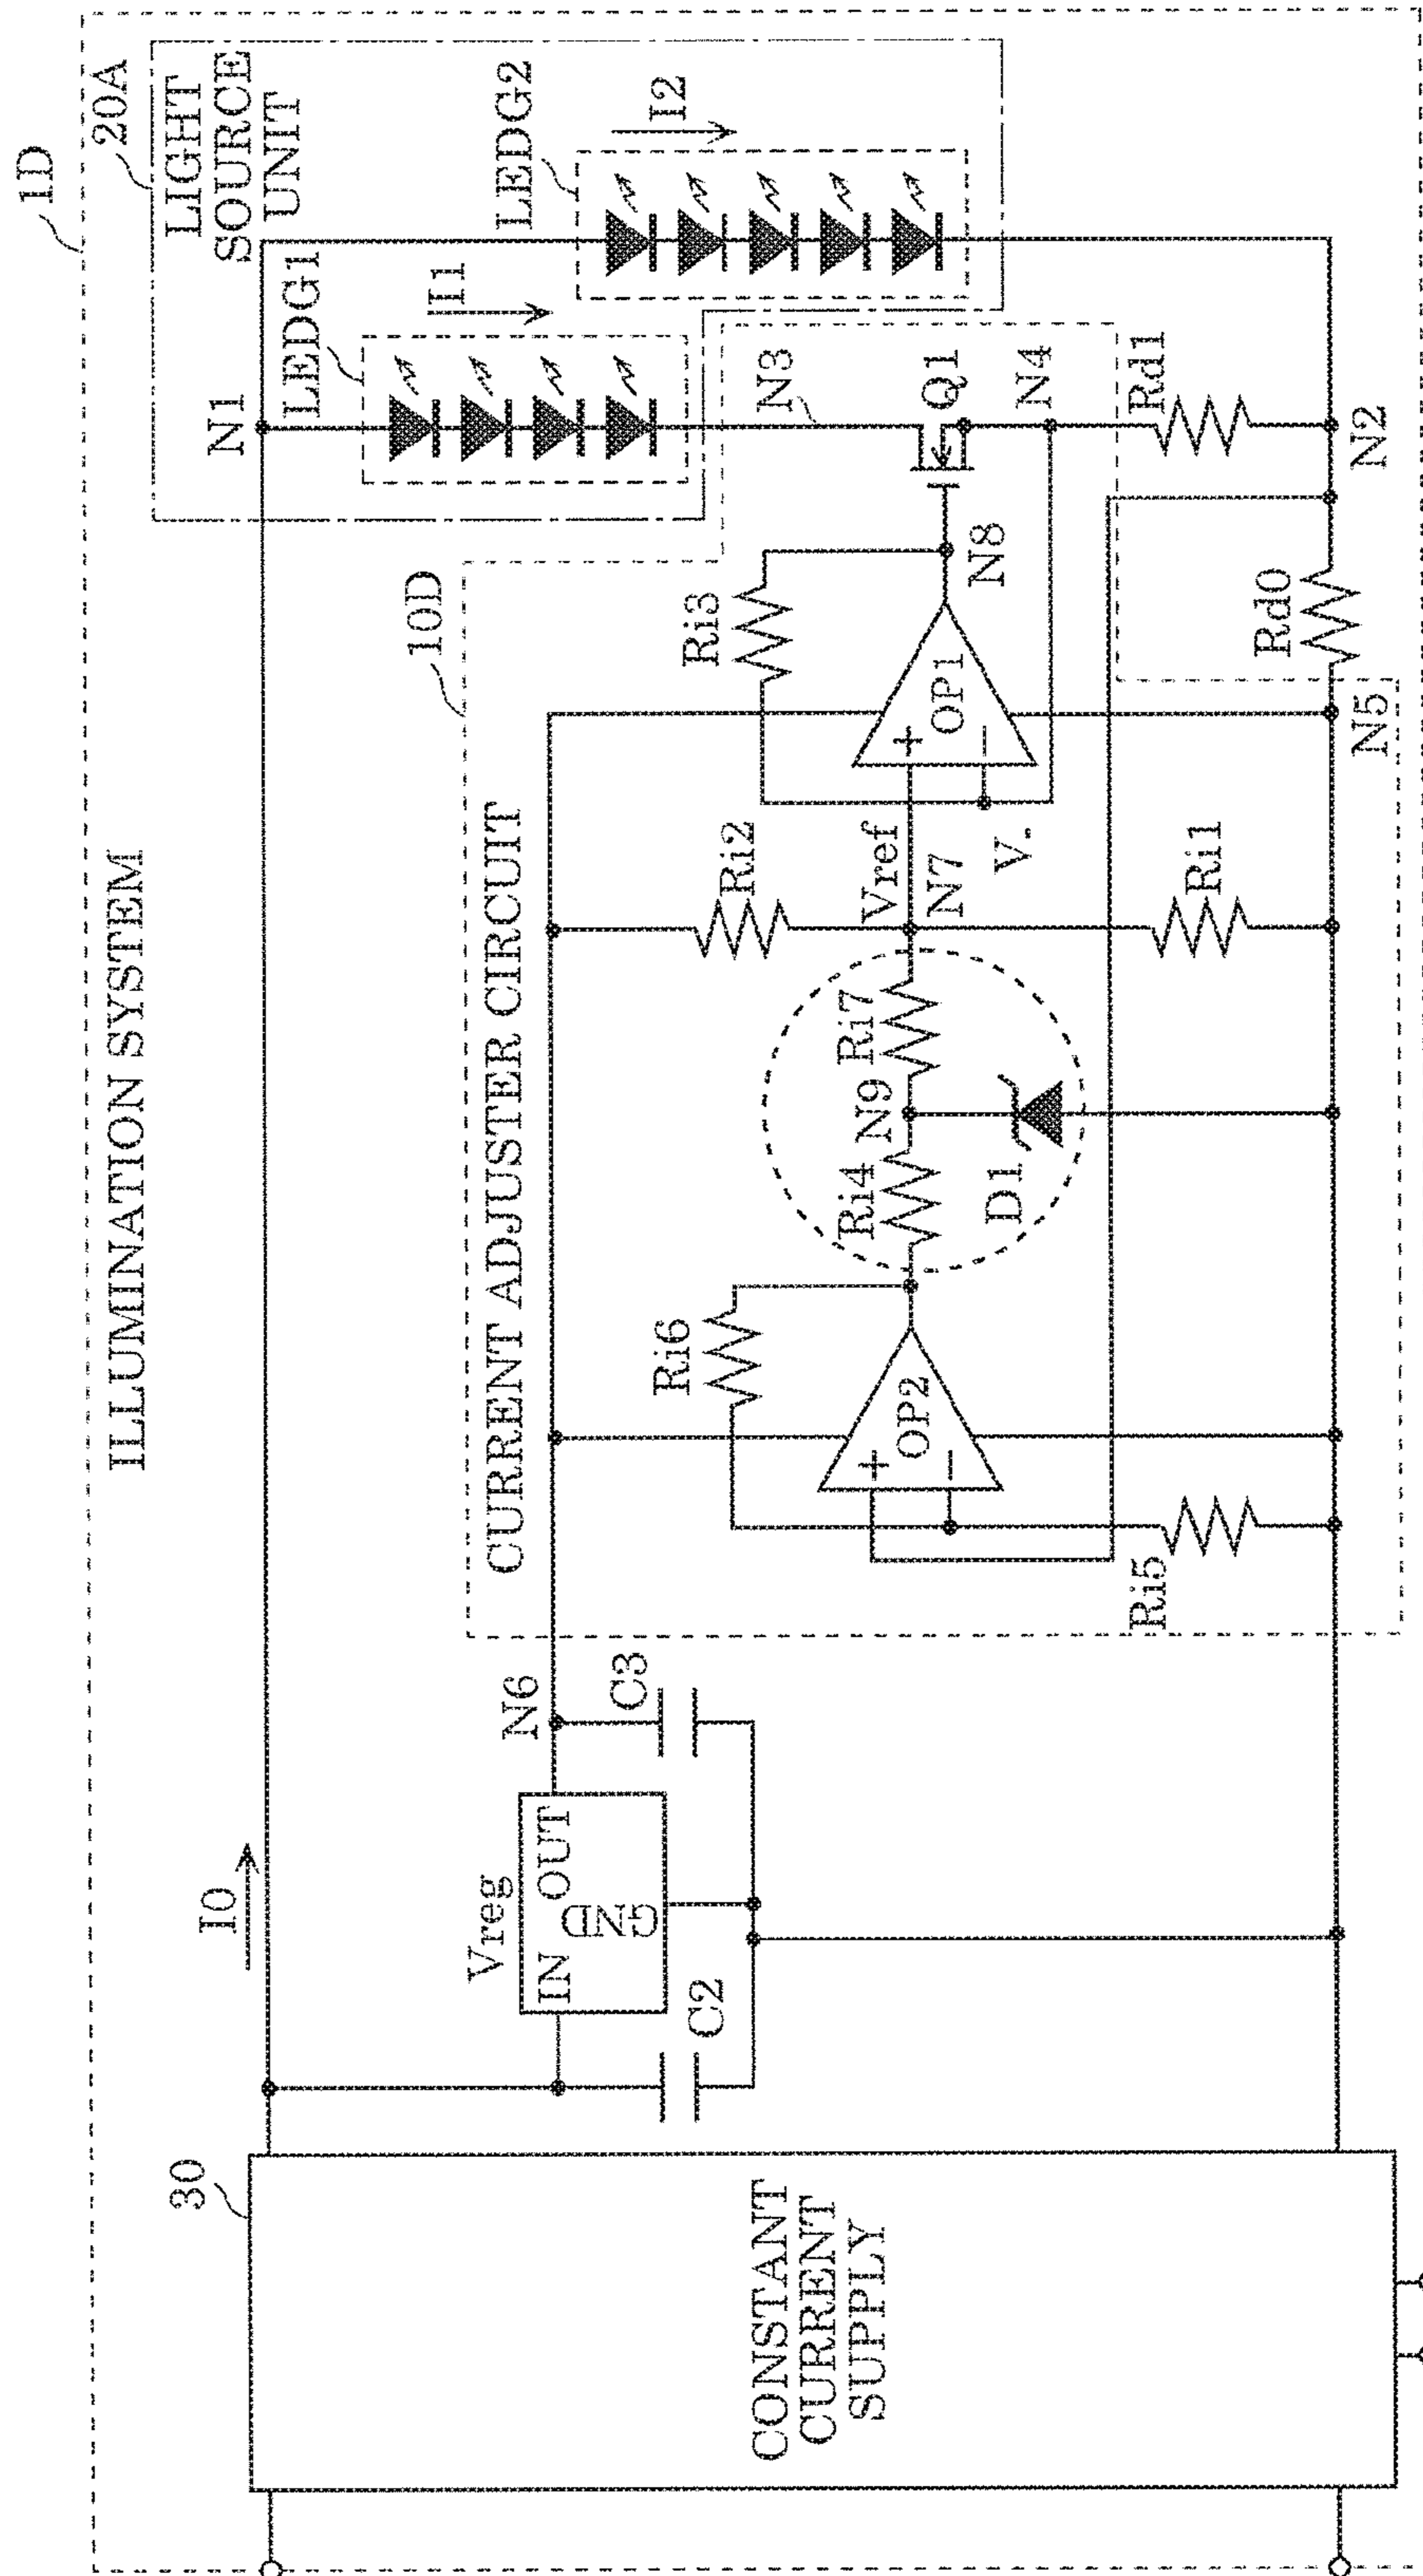 1D
ILLUMINATION SYSTEM
20A
LIGHT
SOURCE
UNIT
N1
LEDG1
I1
LEDG2
I2
I0
30
CONSTANT
CURRENT
SUPPLY
Vreg
IN
OUT
GND
C2
C3
N6
10D
CURRENT ADJUSTER CIRCUIT
Ri6
OP2
+
−
Ri5
Ri4
N9
Ri7
D1
Ri2
Vref
N7
V-
Ri1
Ri3
OP1
+
−
N8
N3
Q1
N4
Rd1
N2
Rd0
N5